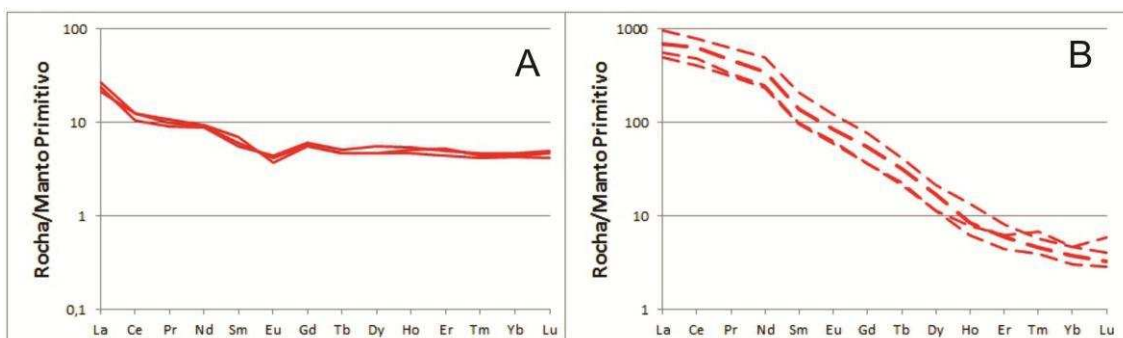 A
Rocha/Manto Primitivo
100
10
1
0,1
La Ce Pr Nd Sm Eu Gd Tb Dy Ho Er Tm Yb Lu
B
Rocha/Manto Primitivo
1000
100
10
1
La Ce Pr Nd Sm Eu Gd Tb Dy Ho Er Tm Yb Lu